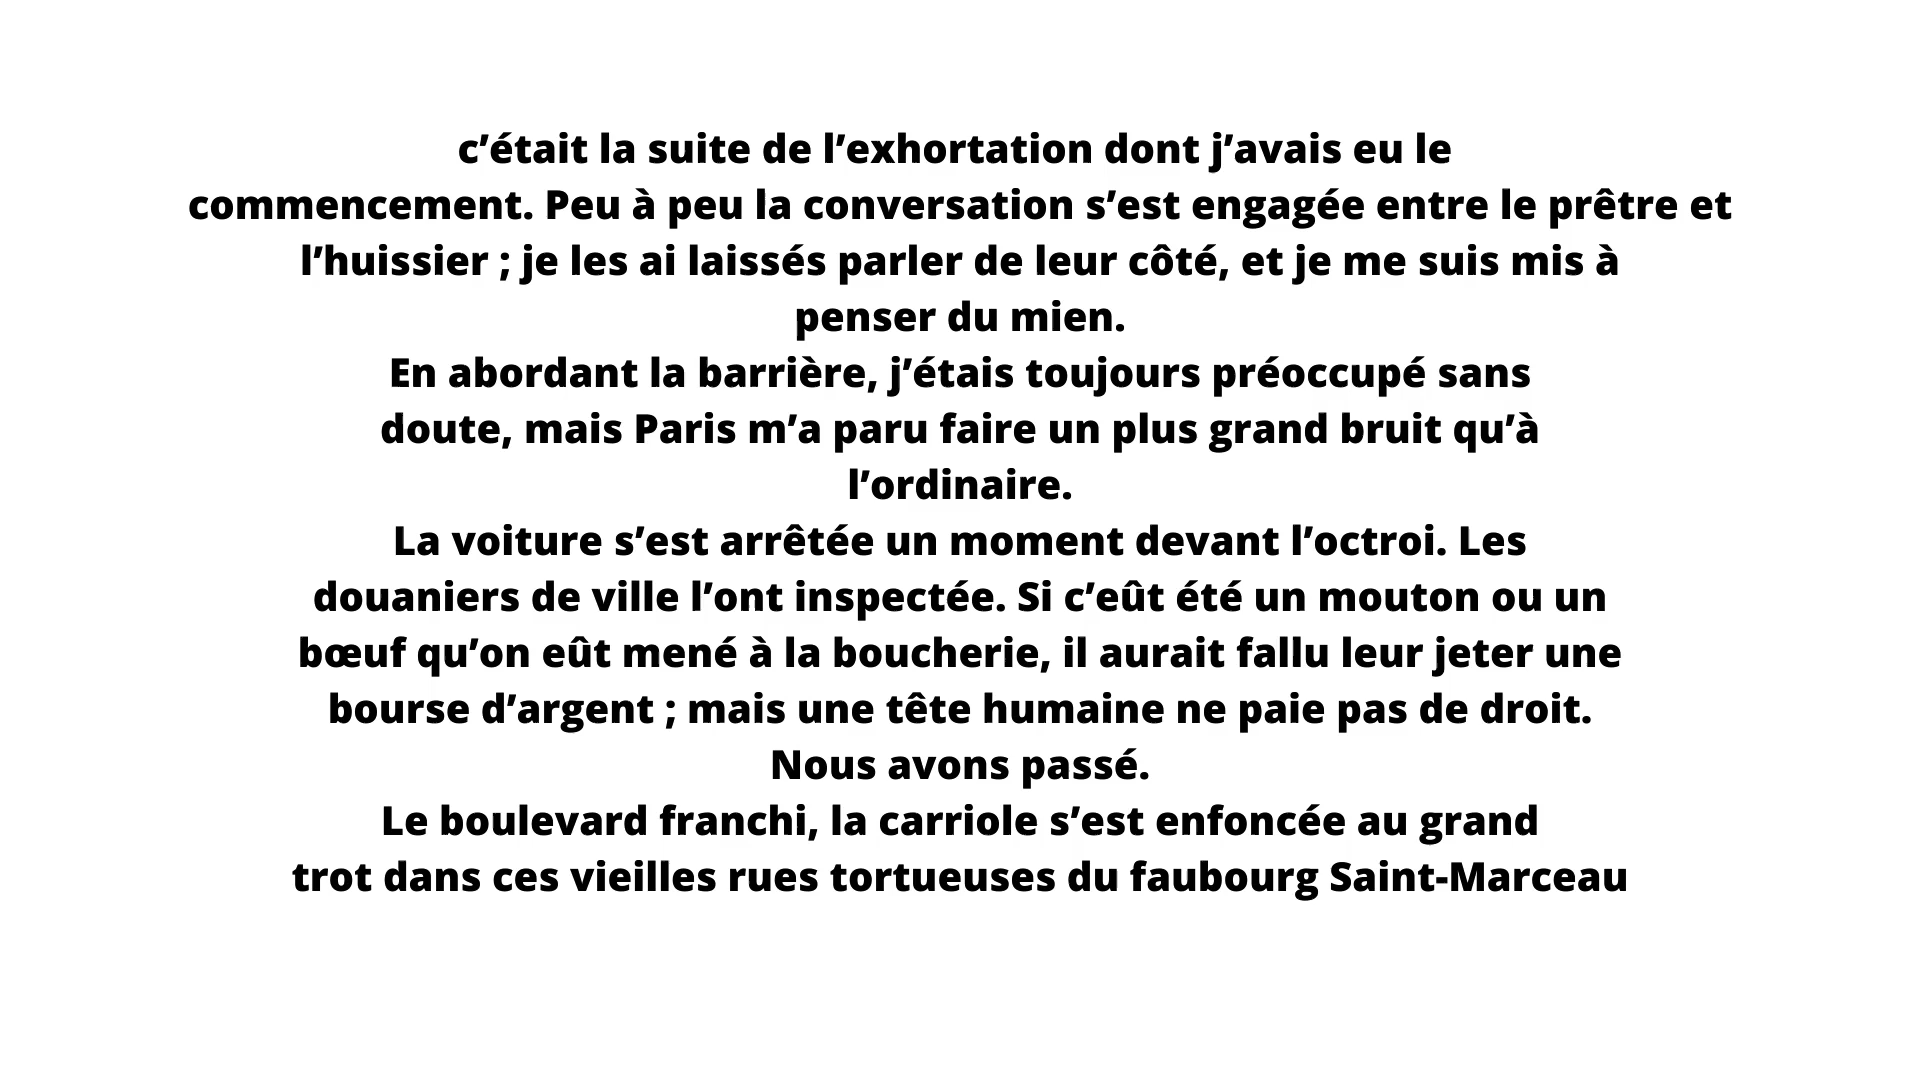 c’était la suite de l’exhortation dont j’avais eu le
commencement. Peu à peu la conversation s’est engagée entre le prêtre et
l’huissier ; je les ai laissés parler de leur côté, et je me suis mis à
penser du mien.
En abordant la barrière, j’étais toujours préoccupé sans
doute, mais Paris m’a paru faire un plus grand bruit qu’à
l’ordinaire.
La voiture s’est arrêtée un moment devant l’octroi. Les
douaniers de ville l’ont inspectée. Si c’eût été un mouton ou un
bœuf qu’on eût mené à la boucherie, il aurait fallu leur jeter une
bourse d’argent ; mais une tête humaine ne paie pas de droit.
Nous avons passé.
Le boulevard franchi, la carriole s’est enfoncée au grand
trot dans ces vieilles rues tortueuses du faubourg Saint-Marceau